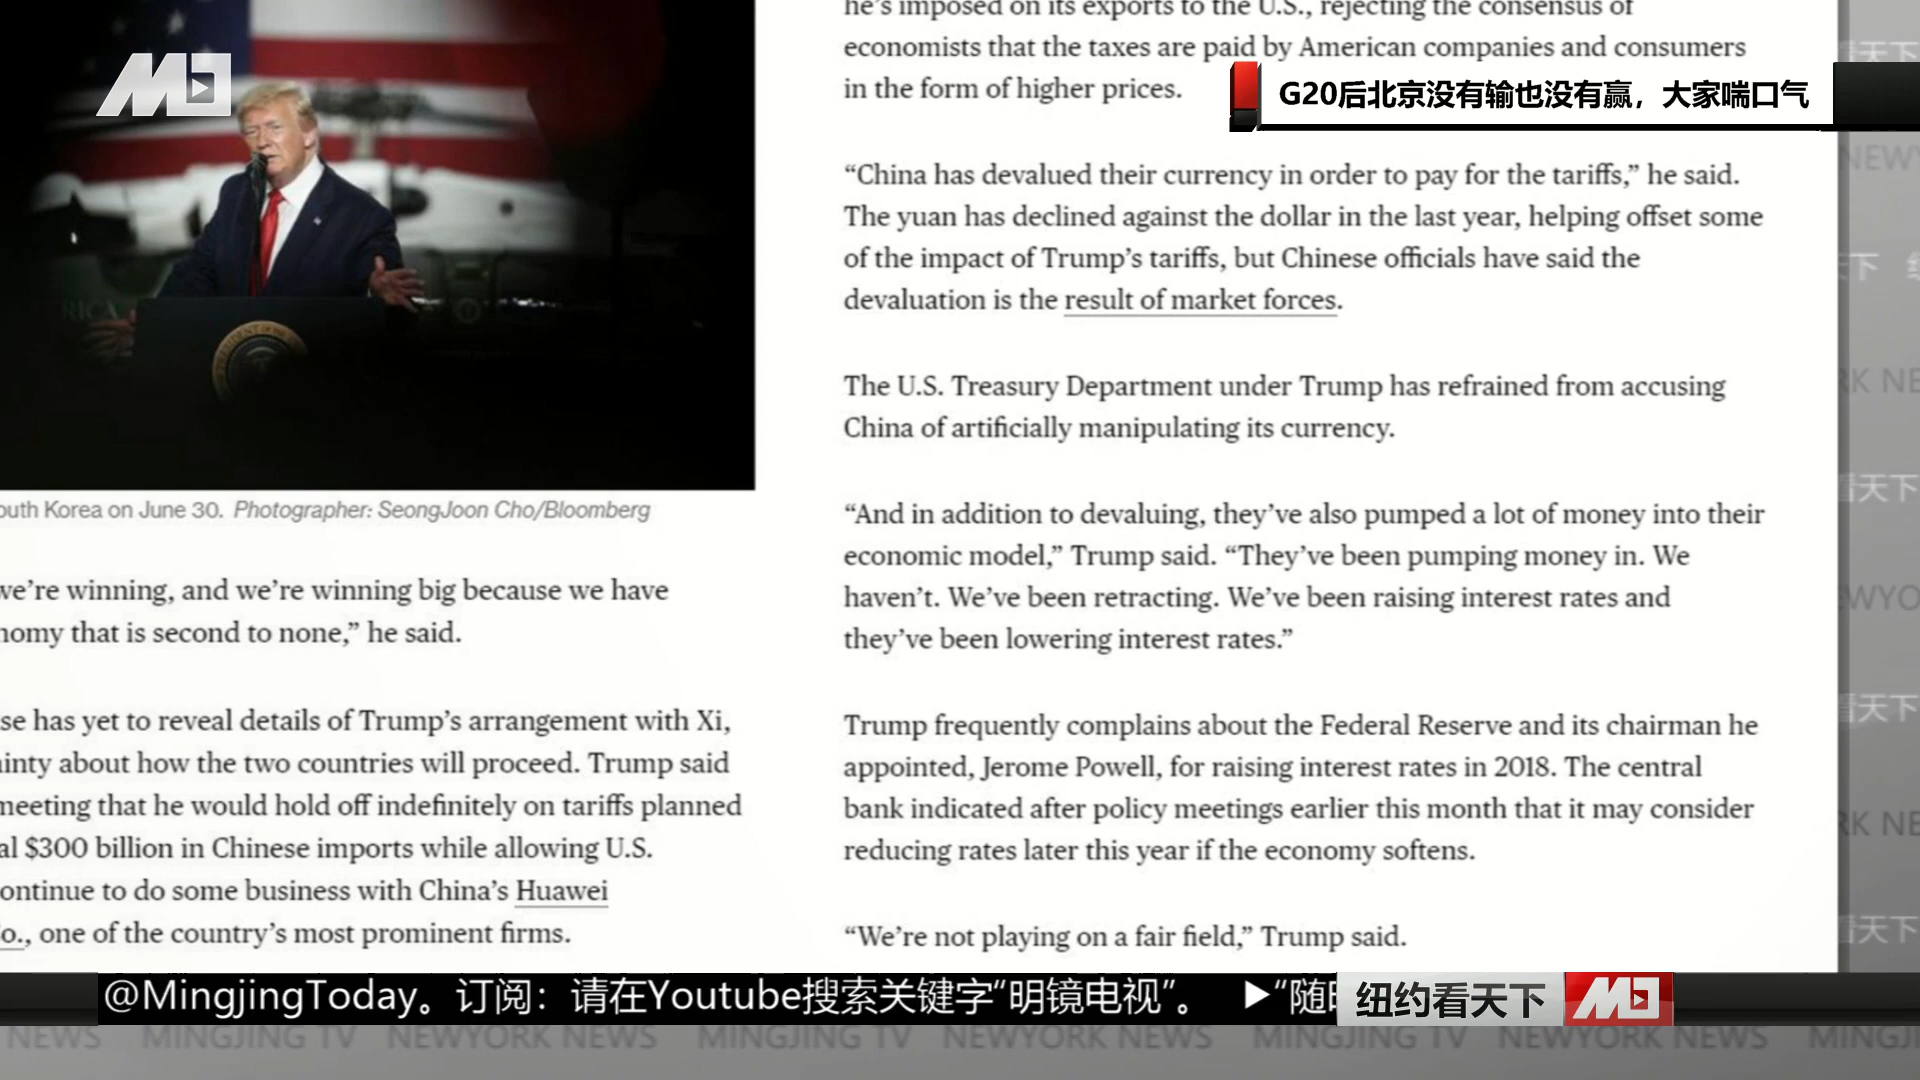 MD
G20后北京没有输也没有赢，大家喘口气
outh Korea on June 30. Photographer: SeongJoon Cho/Bloomberg
we’re winning, and we’re winning big because we have
nomy that is second to none,” he said.
se has yet to reveal details of Trump’s arrangement with Xi,
ainty about how the two countries will proceed. Trump said
meeting that he would hold off indefinitely on tariffs planned
al $300 billion in Chinese imports while allowing U.S.
ontinue to do some business with China’s Huawei
o., one of the country’s most prominent firms.
he’s imposed on its exports to the U.S., rejecting the consensus of
economists that the taxes are paid by American companies and consumers
in the form of higher prices.
“China has devalued their currency in order to pay for the tariffs,” he said.
The yuan has declined against the dollar in the last year, helping offset some
of the impact of Trump’s tariffs, but Chinese officials have said the
devaluation is the result of market forces.
The U.S. Treasury Department under Trump has refrained from accusing
China of artificially manipulating its currency.
“And in addition to devaluing, they’ve also pumped a lot of money into their
economic model,” Trump said. “They’ve been pumping money in. We
haven’t. We’ve been retracting. We’ve been raising interest rates and
they’ve been lowering interest rates.”
Trump frequently complains about the Federal Reserve and its chairman he
appointed, Jerome Powell, for raising interest rates in 2018. The central
bank indicated after policy meetings earlier this month that it may consider
reducing rates later this year if the economy softens.
“We’re not playing on a fair field,” Trump said.
@MingjingToday。订阅：请在Youtube搜索关键字“明镜电视”。 ▶“随
纽约看天下 MD
NEWS MINGJING TV NEWYORK NEWS MINGJING TV NEWYORK NEWS MINGJING TV NEWYORK NEWS MINGJ